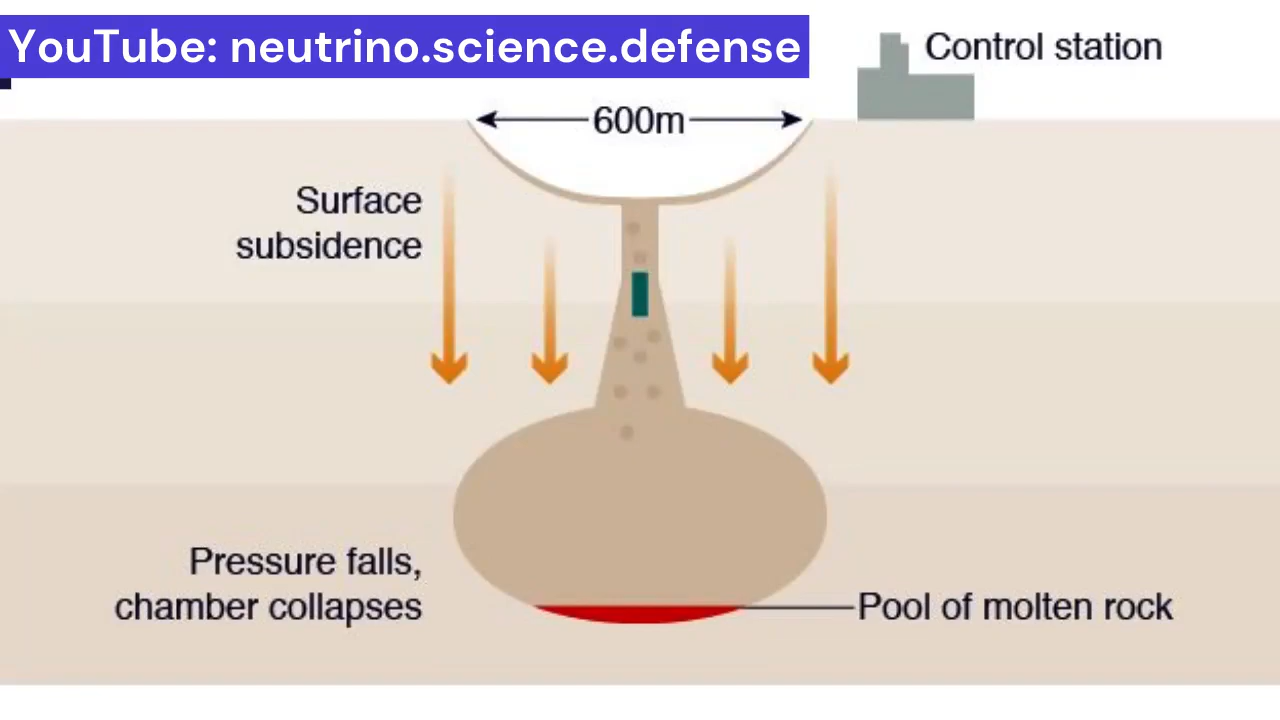 YouTube: neutrino.science.defense
Control station
600m
Surface
subsidence
Pressure falls,
chamber collapses
Pool of molten rock